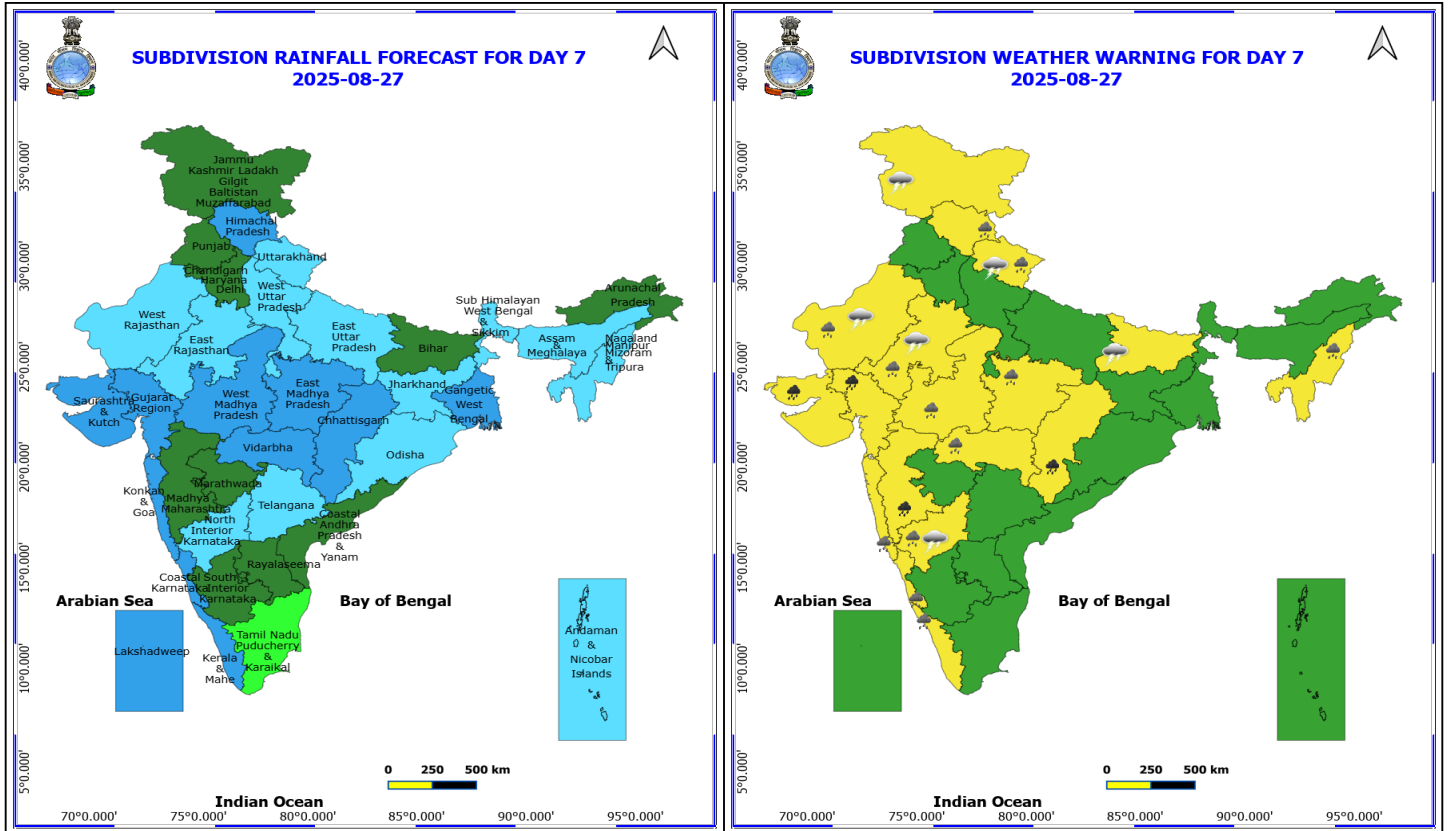 SUBDIVISION RAINFALL FORECAST FOR DAY 7
2025-08-27
40°0.000'
35°0.000'
30°0.000'
25°0.000'
20°0.000'
15°0.000'
10°0.000'
5°0.000'
Jammu
Kashmir Ladakh
Gilgit
Baltistan
Muzaffarabad
Himachal
Pradesh
Punjab
Uttarakhand
Chandigarh
Haryana
Delhi
West
Uttar
Pradesh
West
Rajasthan
East
Rajasthan
East
Uttar
Pradesh
Sub Himalayan
West Bengal
&
Sikkim
Arunachal
Pradesh
Assam
&
Meghalaya
Nagaland
Manipur
Mizoram
&
Tripura
Bihar
Jharkhand
Gangetic
West
Bengal
Saurashtra
&
Kutch
Gujarat
Region
West
Madhya
Pradesh
East
Madhya
Pradesh
Chhattisgarh
Vidarbha
Odisha
Konkan
&
Goa
Madhya
Maharashtra
Marathwada
Telangana
North
Interior
Karnataka
Coastal
Andhra
Pradesh
&
Yanam
Rayalaseema
Coastal
Karnataka
South
Interior
Karnataka
Arabian Sea
Bay of Bengal
Tamil Nadu
Puducherry
&
Karaikal
Lakshadweep
Kerala
&
Mahe
Andaman
&
Nicobar
Islands
0 250 500 km
Indian Ocean
70°0.000' 75°0.000' 80°0.000' 85°0.000' 90°0.000' 95°0.000'
SUBDIVISION WEATHER WARNING FOR DAY 7
2025-08-27
40°0.000'
35°0.000'
30°0.000'
25°0.000'
20°0.000'
15°0.000'
10°0.000'
5°0.000'
Arabian Sea
Bay of Bengal
0 250 500 km
Indian Ocean
70°0.000' 75°0.000' 80°0.000' 85°0.000' 90°0.000' 95°0.000'